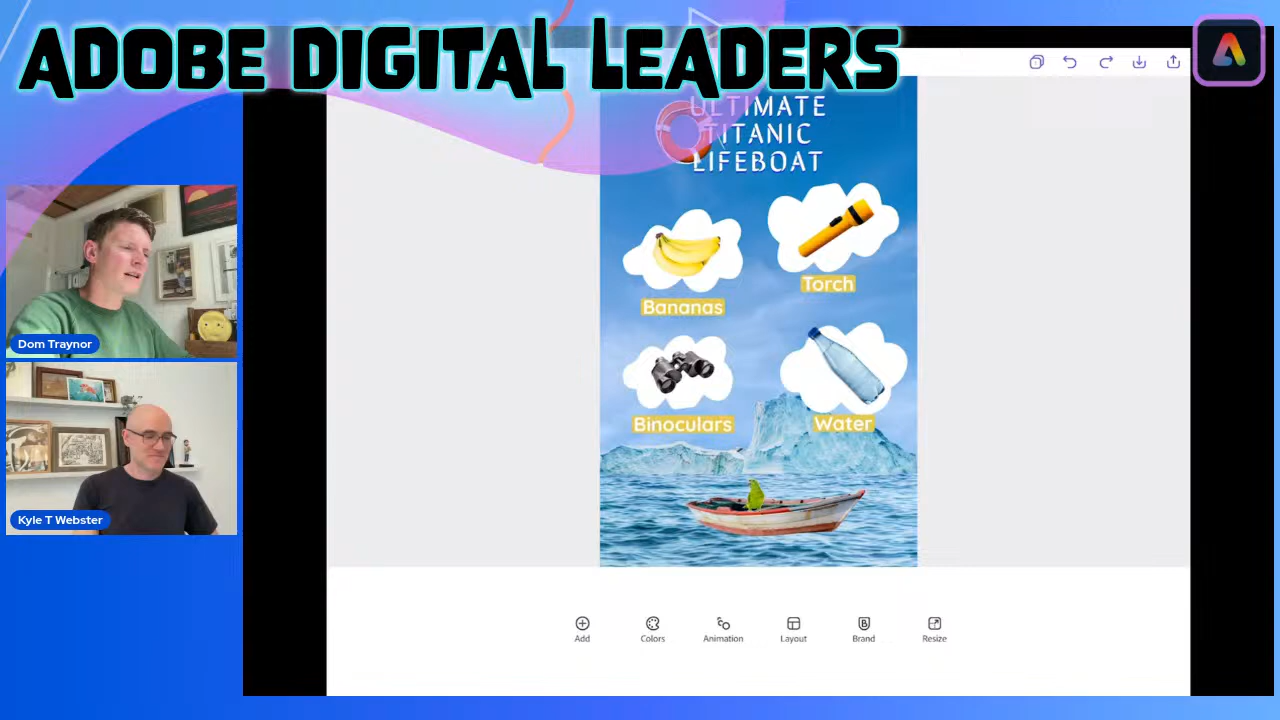 ADOBE DIGITAL LEADERS
ULTIMATE
TITANIC
LIFEBOAT
Torch
Bananas
Binoculars
Water
Dom Traynor
Kyle T Webster
Add
Colors
Animation
Layout
Brand
Resize